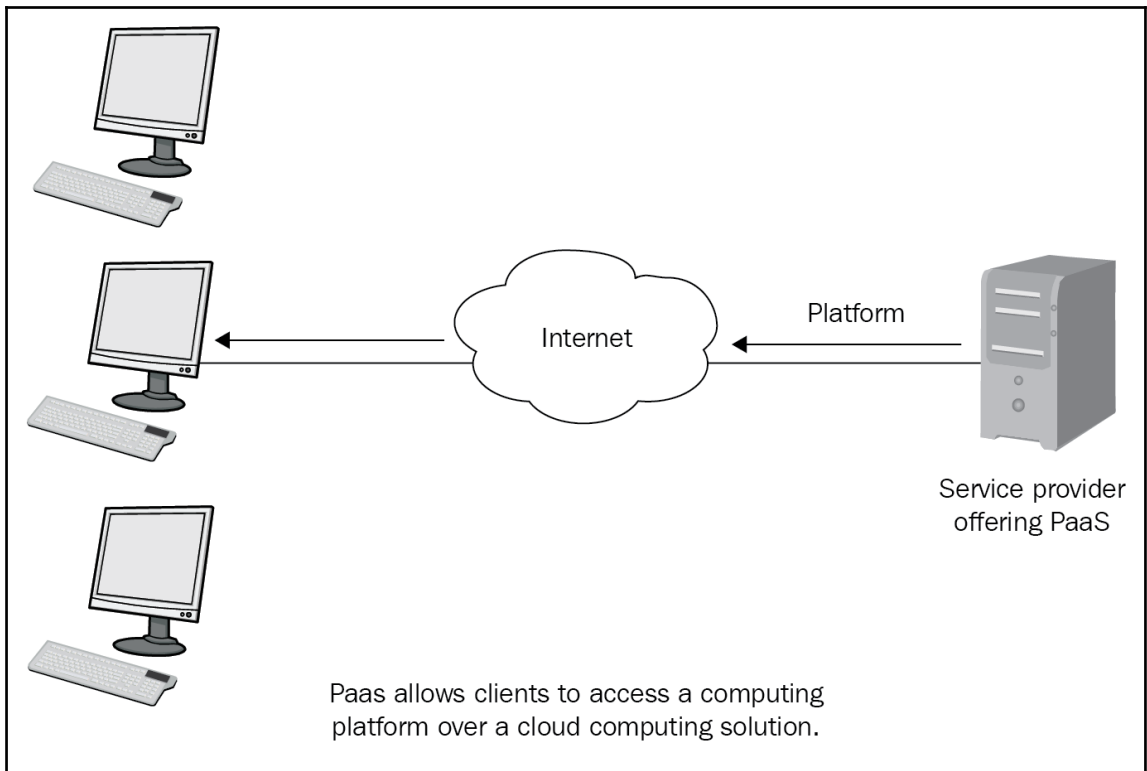 Internet
Platform
Service provider
offering PaaS
Paas allows clients to access a computing
platform over a cloud computing solution.